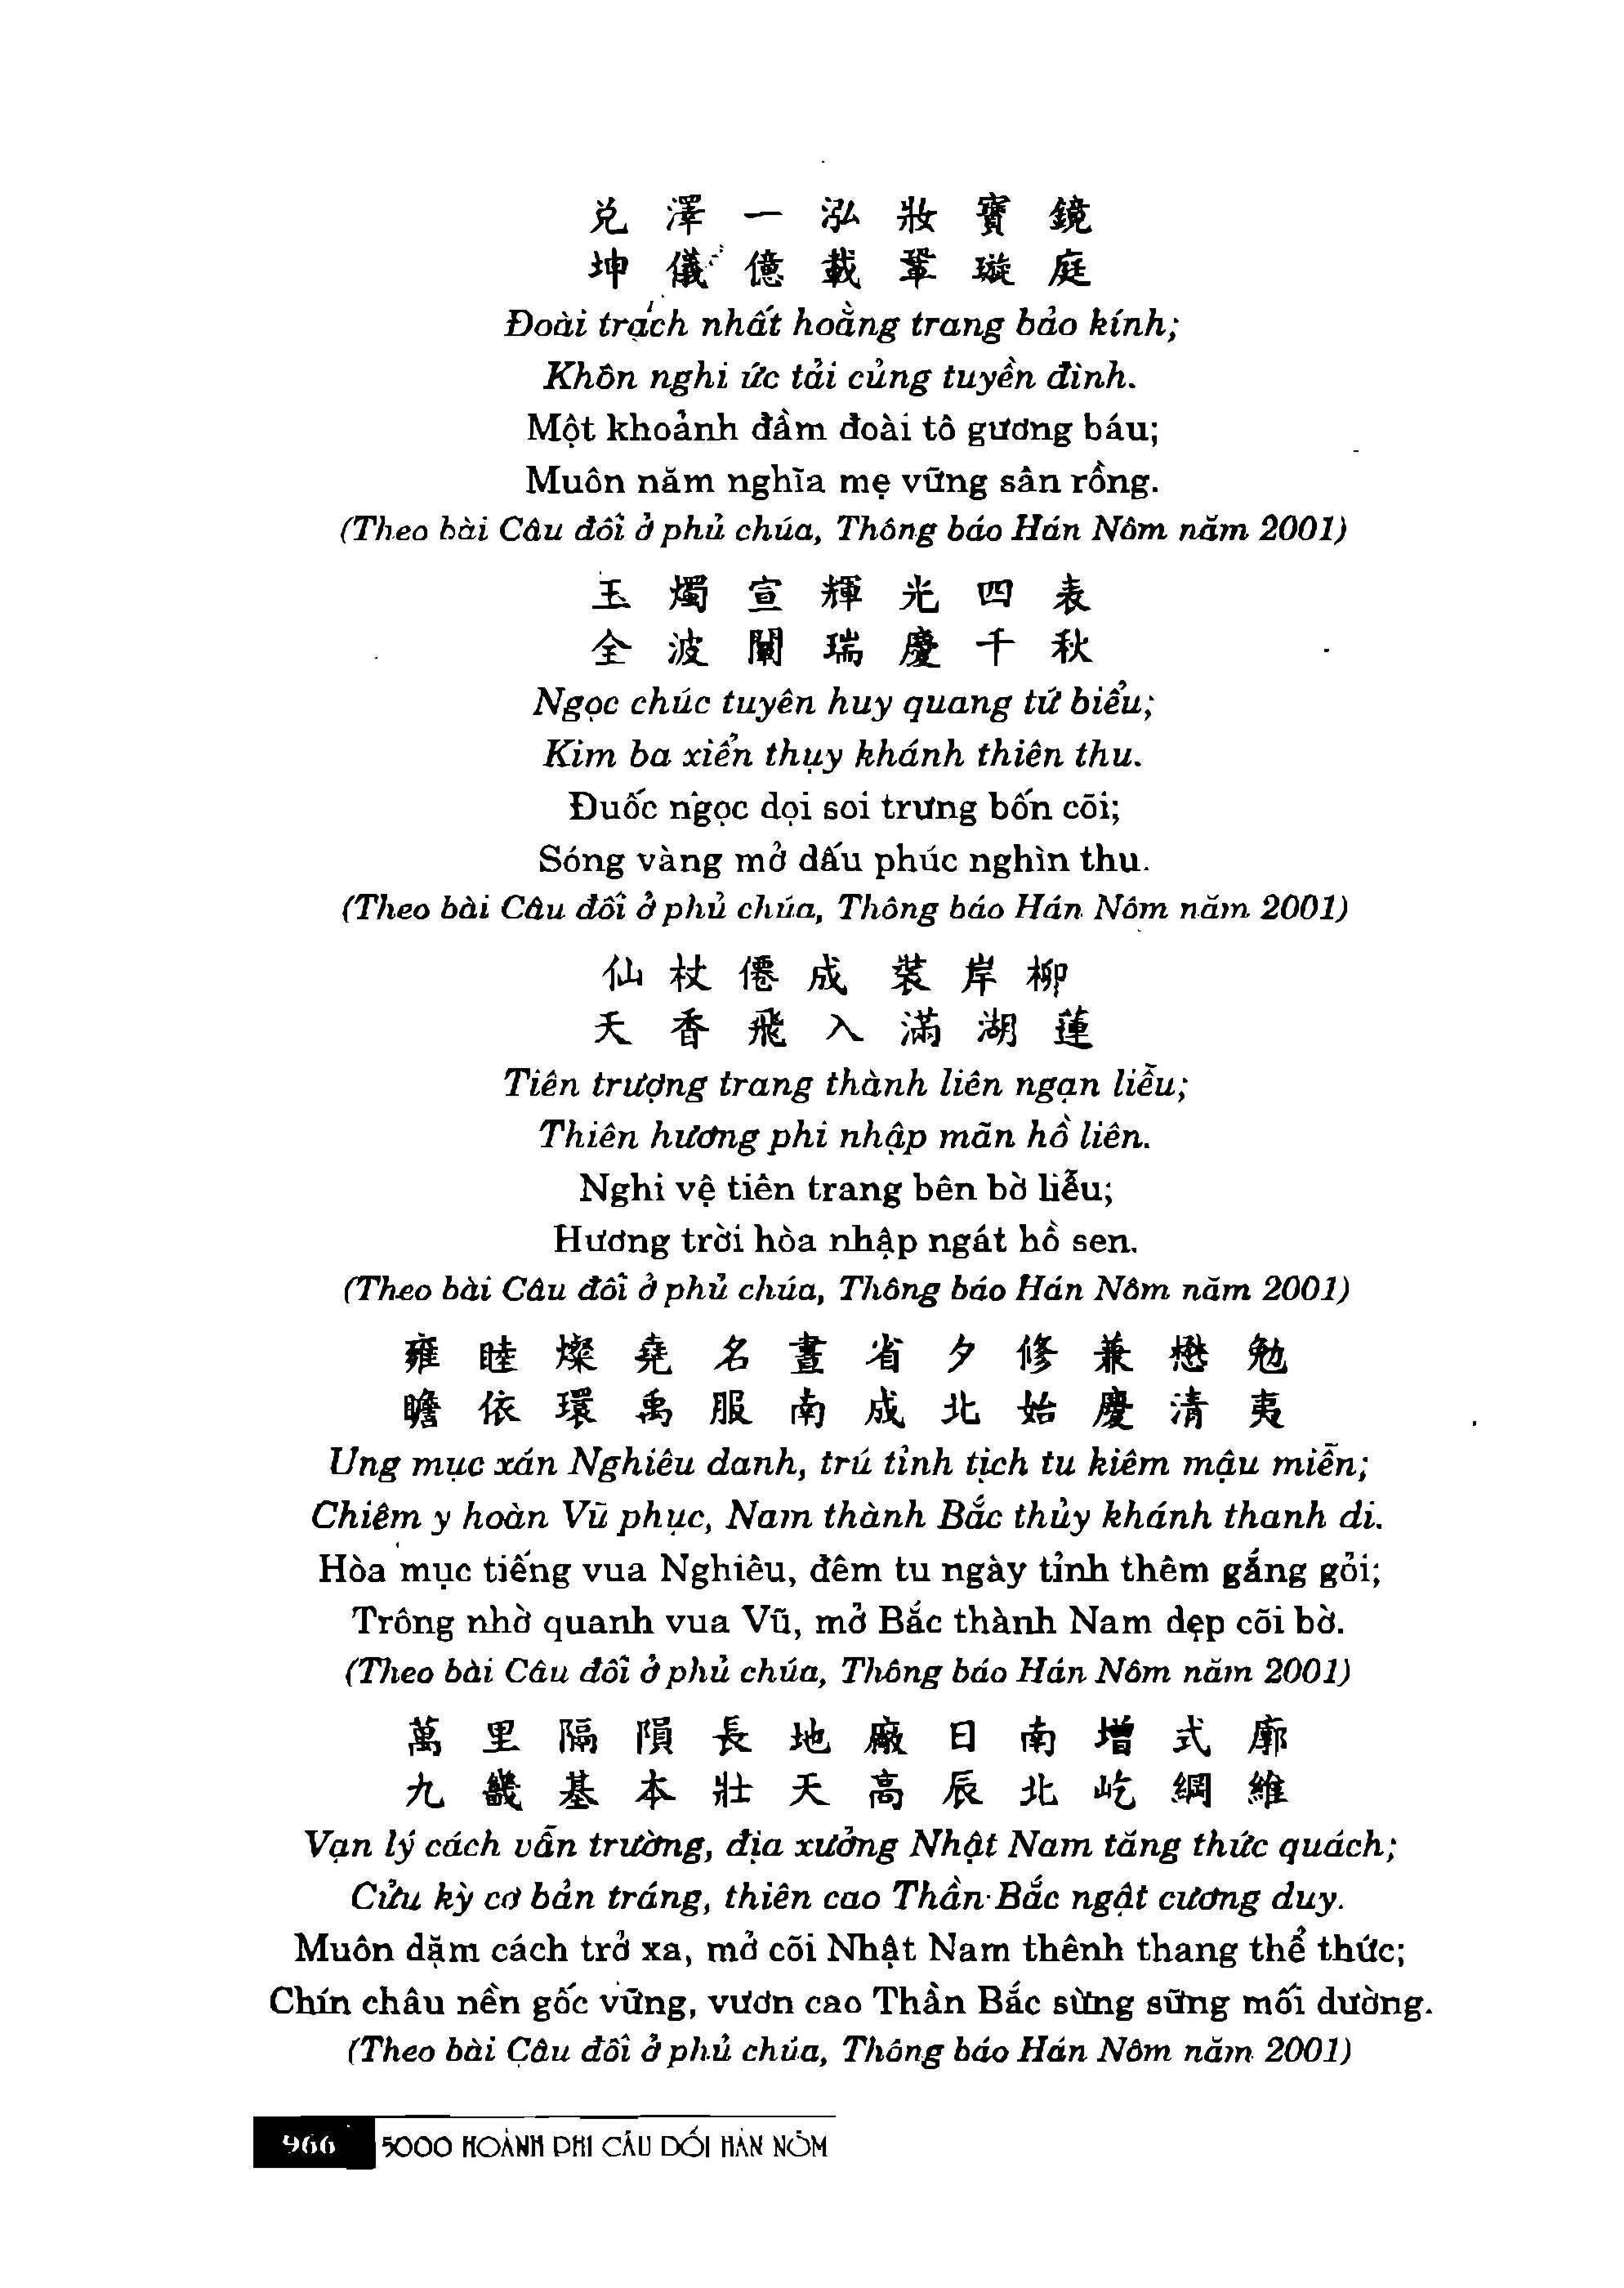 兌澤一泓妝寳鏡
坤儀億載鞏璇庭
Đoài trạch nhất hoằng trang bảo kính;
Khôn nghi ức tải củng tuyền đình.
Một khoảnh đầm đoài tô gương báu;
Muôn năm nghĩa mẹ vững sân rồng.
(Theo bài Câu đối ở phủ chúa, Thông báo Hán Nôm năm 2001)
玉燭宣輝光四表
全波闡瑞慶千秋
Ngọc chúc tuyên huy quang tứ biểu;
Kim ba xiển thụy khánh thiên thu.
Đuốc ngọc dọi soi trưng bốn cõi;
Sóng vàng mở dấu phúc nghìn thu.
(Theo bài Câu đối ở phủ chúa, Thông báo Hán Nôm năm 2001)
仙杖僊成裝岸柳
天香飛入滿湖蓮
Tiên trượng trang thành liên ngạn liễu;
Thiên hương phi nhập mãn hồ liên.
Nghi vệ tiên trang bên bờ liễu;
Hương trời hòa nhập ngát hồ sen.
(Theo bài Câu đối ở phủ chúa, Thông báo Hán Nôm năm 2001)
雍睦燦堯名晝省夕修兼懋勉
瞻依環禹服南成北始慶清夷
Ung mục xán Nghiêu danh, trú tỉnh tịch tu kiêm mậu miễn;
Chiêm y hoàn Vũ phục, Nam thành Bắc thủy khánh thanh di.
Hòa mục tiếng vua Nghiêu, đêm tu ngày tỉnh thêm gắng gỏi;
Trông nhờ quanh vua Vũ, mở Bắc thành Nam dẹp cõi bờ.
(Theo bài Câu đối ở phủ chúa, Thông báo Hán Nôm năm 2001)
萬里隔隕長地廠日南增式廓
九畿基本壯天高辰北屹綱維
Vạn lý cách vẫn trường, địa xưởng Nhật Nam tăng thức quách;
Cửu kỳ cơ bản tráng, thiên cao Thần Bắc ngật cương duy.
Muôn dặm cách trở xa, mở cõi Nhật Nam thênh thang thể thức;
Chín châu nền gốc vững, vươn cao Thần Bắc sừng sững mối dường.
(Theo bài Câu đối ở phủ chúa, Thông báo Hán Nôm năm 2001)
966 5000 HOÀNH PHI CÂU ĐỐI HÁN NÔM